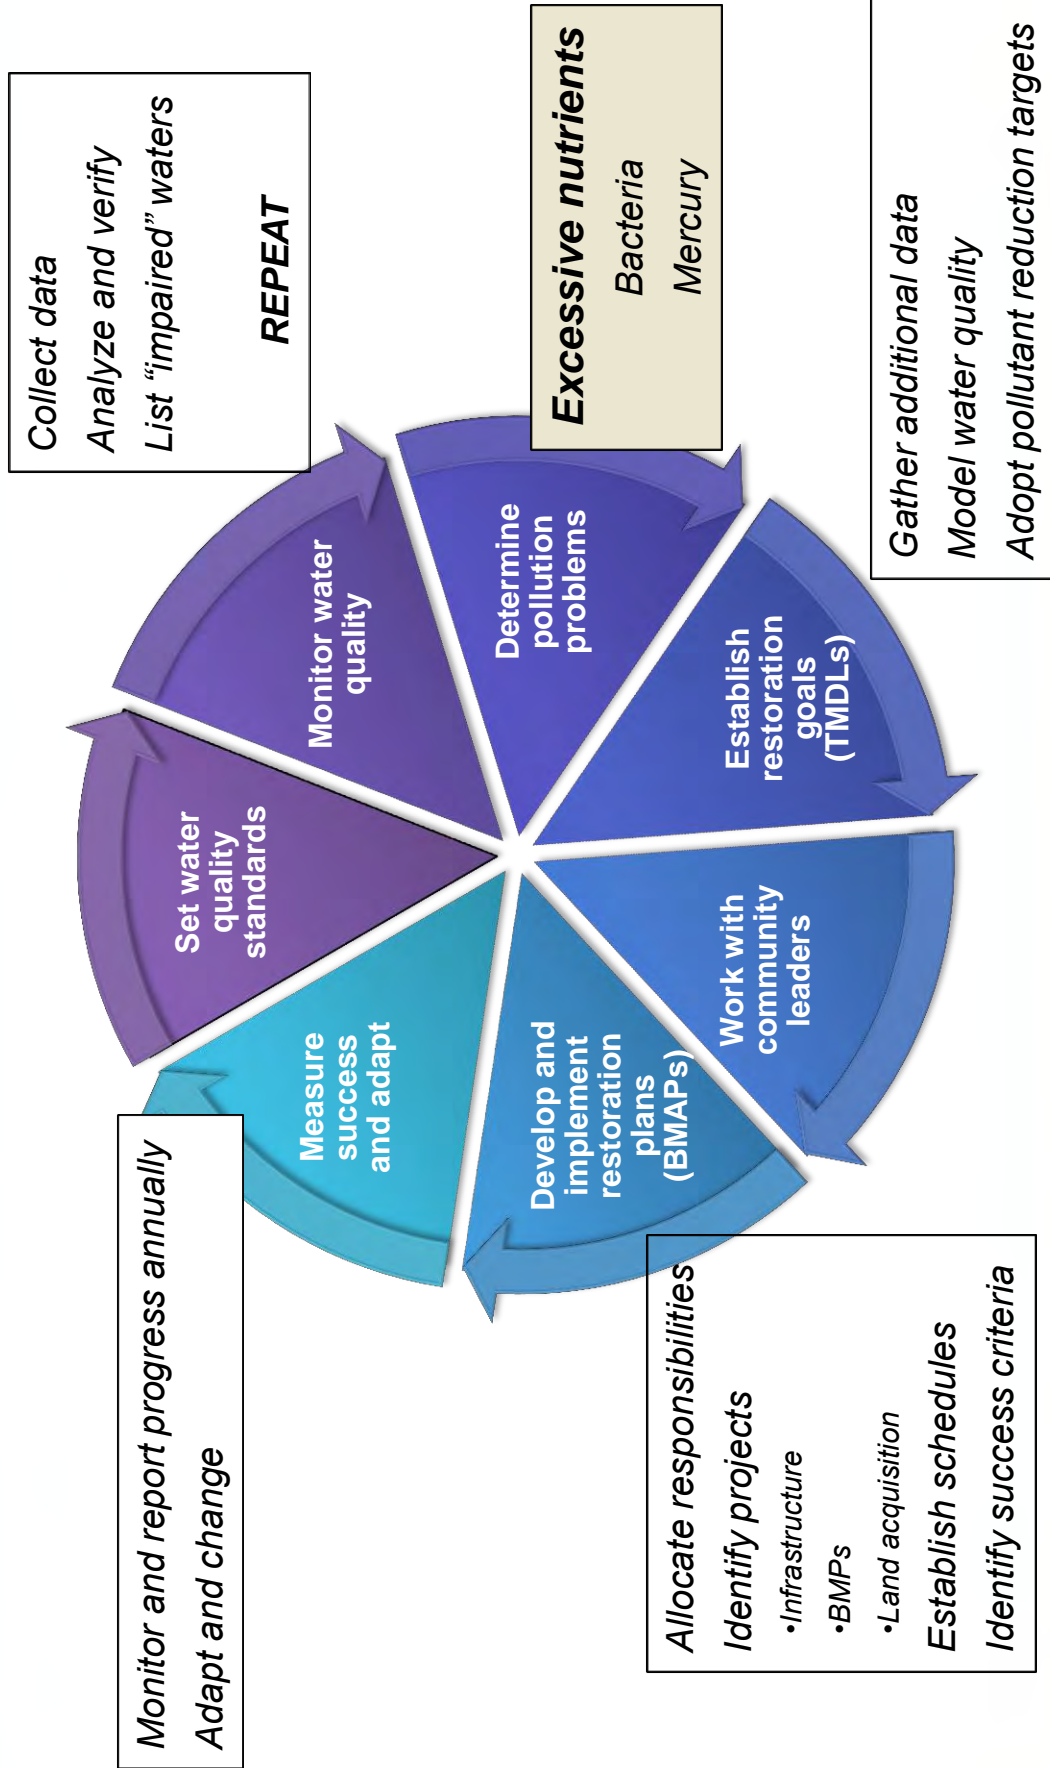 Set water
quality
standards
Monitor water
quality
Collect data
Analyze and verify
List “impaired” waters
REPEAT
Determine
pollution
problems
Excessive nutrients
Bacteria
Mercury
Establish
restoration
goals
(TMDLs)
Gather additional data
Model water quality
Adopt pollutant reduction targets
Work with
community
leaders
Develop and
implement
restoration
plans
(BMAPs)
Allocate responsibilities
Identify projects
•Infrastructure
•BMPs
•Land acquisition
Establish schedules
Identify success criteria
Measure
success
and adapt
Monitor and report progress annually
Adapt and change